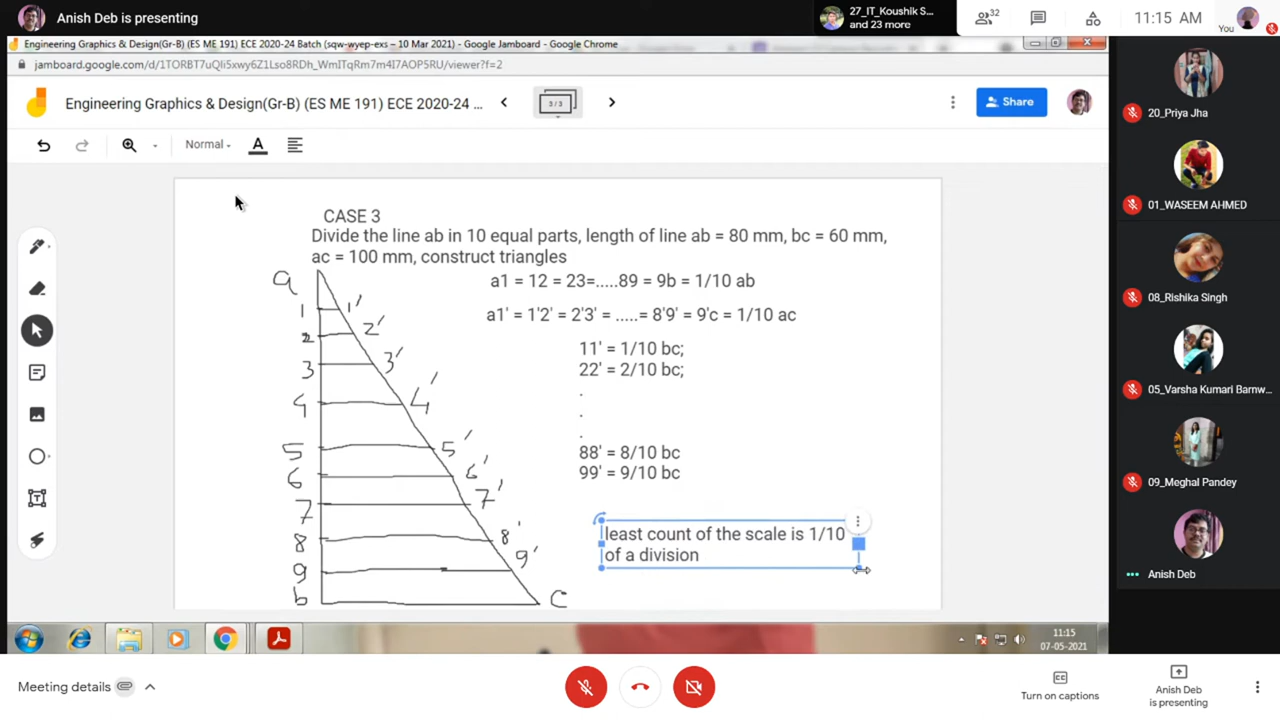 Anish Deb is presenting
27_IT_Koushik S...
and 23 more
32
11:15 AM
You
Engineering Graphics & Design(Gr-B) (ES ME 191) ECE 2020-24 Batch (sqw-wyep-exs – 10 Mar 2021) - Google Jamboard - Google Chrome
jamboard.google.com/d/1TORBT7uQli5xwy6Z1Lso8RDh_WmITqRm7m4I7AOP5RU/viewer?f=2
Engineering Graphics & Design(Gr-B) (ES ME 191) ECE 2020-24 ...
3 / 3
Share
Normal
A
CASE 3
Divide the line ab in 10 equal parts, length of line ab = 80 mm, bc = 60 mm,
ac = 100 mm, construct triangles
a1 = 12 = 23=.....89 = 9b = 1/10 ab
a1' = 1'2' = 2'3' = ..... = 8'9' = 9'c = 1/10 ac
11' = 1/10 bc;
22' = 2/10 bc;
.
.
.
88' = 8/10 bc
99' = 9/10 bc
least count of the scale is 1/10
of a division
a
1 1'
2 2'
3 3'
4 4'
5 5'
6 6'
7 7'
8 8'
9 9'
b c
20_Priya Jha
01_WASEEM AHMED
08_Rishika Singh
05_Varsha Kumari Barnw...
09_Meghal Pandey
Anish Deb
11:15
07-05-2021
Meeting details
Turn on captions
Anish Deb
is presenting